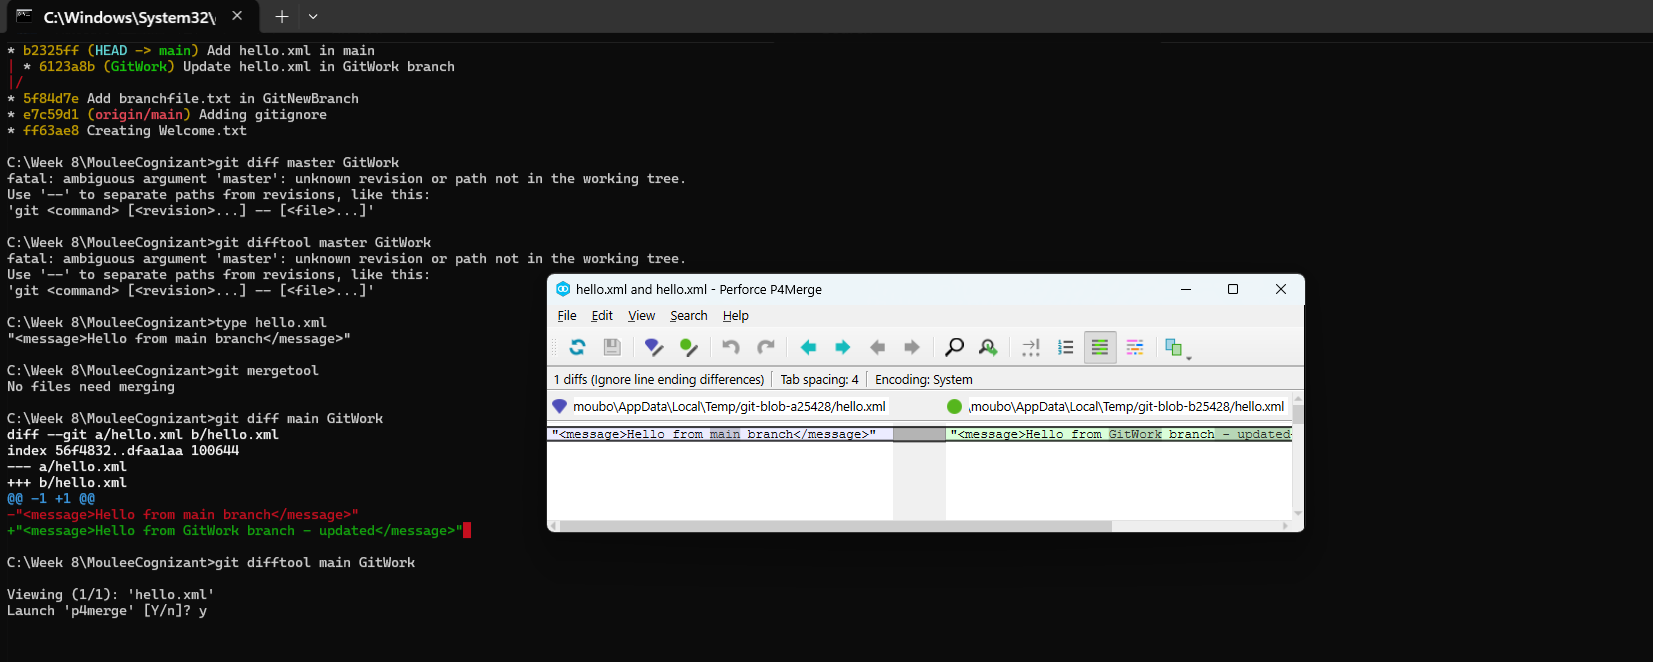 C:\Windows\System32\
* b2325ff (HEAD -> main) Add hello.xml in main
| * 6123a8b (GitWork) Update hello.xml in GitWork branch
|/
* 5f84d7e Add branchfile.txt in GitNewBranch
* e7c59d1 (origin/main) Adding gitignore
* ff63ae8 Creating Welcome.txt
C:\Week 8\MouleeCognizant>git diff master GitWork
fatal: ambiguous argument 'master': unknown revision or path not in the working tree.
Use '--' to separate paths from revisions, like this:
'git <command> [<revision>...] -- [<file>...]'
C:\Week 8\MouleeCognizant>git difftool master GitWork
fatal: ambiguous argument 'master': unknown revision or path not in the working tree.
Use '--' to separate paths from revisions, like this:
'git <command> [<revision>...] -- [<file>...]'
C:\Week 8\MouleeCognizant>type hello.xml
"<message>Hello from main branch</message>"
C:\Week 8\MouleeCognizant>git mergetool
No files need merging
C:\Week 8\MouleeCognizant>git diff main GitWork
diff --git a/hello.xml b/hello.xml
index 56f4832..dfaa1aa 100644
--- a/hello.xml
+++ b/hello.xml
@@ -1 +1 @@
-"<message>Hello from main branch</message>"
+"<message>Hello from GitWork branch - updated</message>"
C:\Week 8\MouleeCognizant>git difftool main GitWork
Viewing (1/1): 'hello.xml'
Launch 'p4merge' [Y/n]? y
hello.xml and hello.xml - Perforce P4Merge
File Edit View Search Help
1 diffs (Ignore line ending differences) Tab spacing: 4 Encoding: System
moubo\AppData\Local\Temp/git-blob-a25428/hello.xml
\moubo\AppData\Local\Temp/git-blob-b25428/hello.xml
"<message>Hello from main branch</message>"
"<message>Hello from GitWork branch - updated